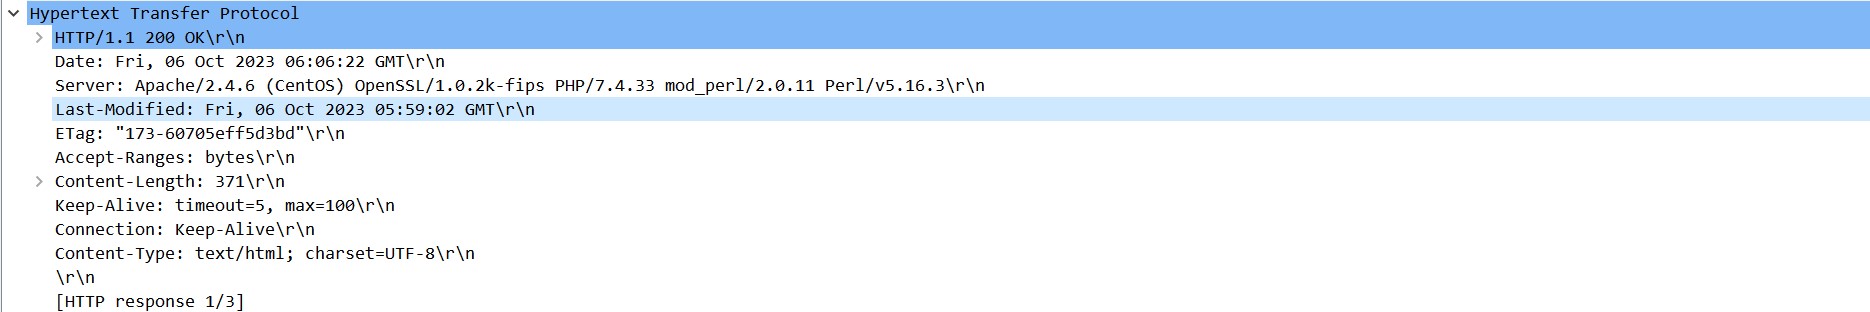 Hypertext Transfer Protocol
HTTP/1.1 200 OK\r\n
Date: Fri, 06 Oct 2023 06:06:22 GMT\r\n
Server: Apache/2.4.6 (CentOS) OpenSSL/1.0.2k-fips PHP/7.4.33 mod_perl/2.0.11 Perl/v5.16.3\r\n
Last-Modified: Fri, 06 Oct 2023 05:59:02 GMT\r\n
ETag: "173-60705eff5d3bd"\r\n
Accept-Ranges: bytes\r\n
Content-Length: 371\r\n
Keep-Alive: timeout=5, max=100\r\n
Connection: Keep-Alive\r\n
Content-Type: text/html; charset=UTF-8\r\n
\r\n
[HTTP response 1/3]